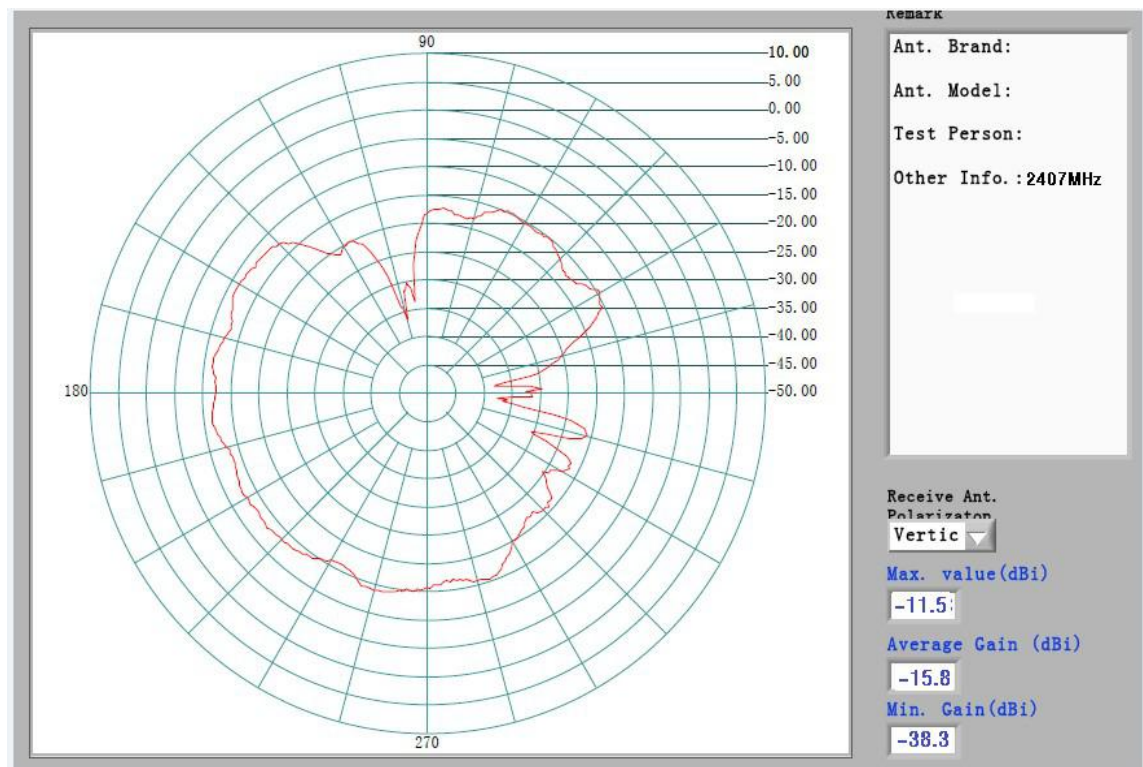 Remark
90
10.00
5.00
0.00
-5.00
-10.00
-15.00
-20.00
-25.00
-30.00
-35.00
-40.00
-45.00
-50.00
180
270
Ant. Brand:
Ant. Model:
Test Person:
Other Info.:2407MHz
Receive Ant.
Polarizaton
Vertic
Max. value(dBi)
-11.5
Average Gain (dBi)
-15.8
Min. Gain(dBi)
-38.3